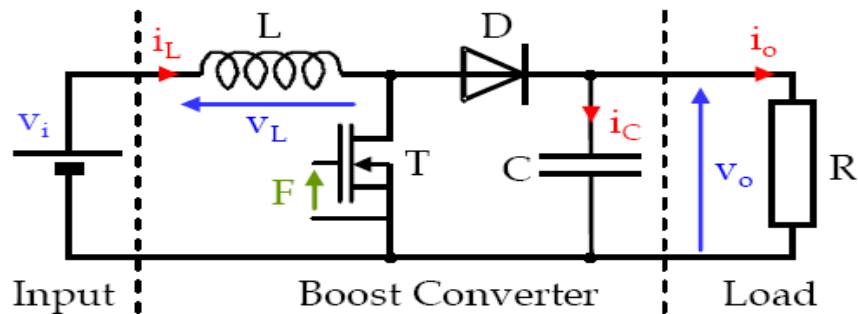 L
D
i_L
i_o
v_i
v_L
T
i_C
C
F
v_o
R
Input
Boost Converter
Load